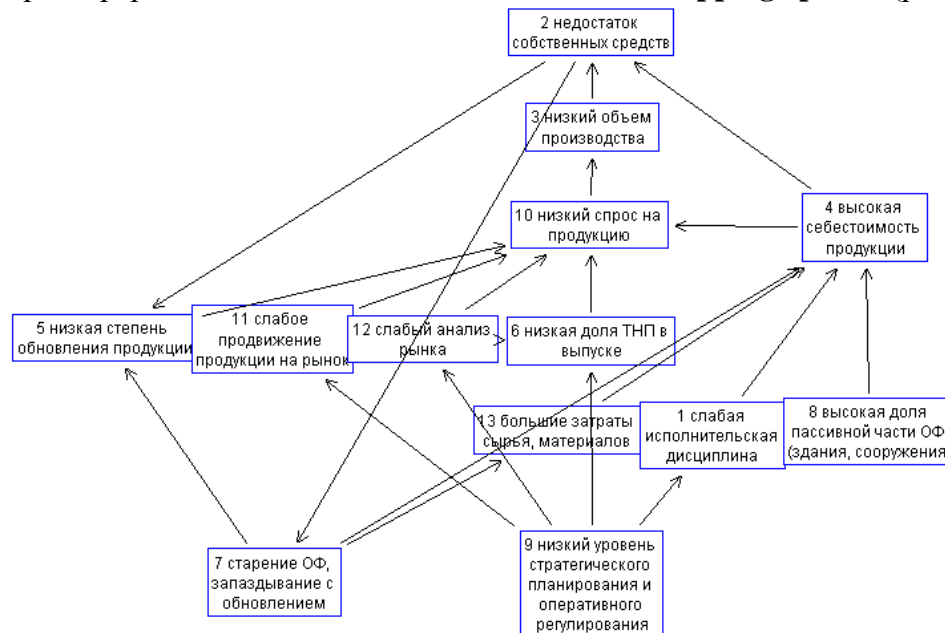 2 недостаток
собственных средств
3 низкий объем
производства
10 низкий спрос на
продукцию
4 высокая
себестоимость
продукции
5 низкая степень
обновления продукции
11 слабое
продвижение
продукции на рынок
12 слабый анализ
рынка
6 низкая доля ТНП в
выпуске
13 большие затраты
сырья, материалов
1 слабая
исполнительская
дисциплина
8 высокая доля
пассивной части ОФ
(здания, сооружения
7 старение ОФ,
запаздывание с
обновлением
9 низкий уровень
стратегического
планирования и
оперативного
регулирования